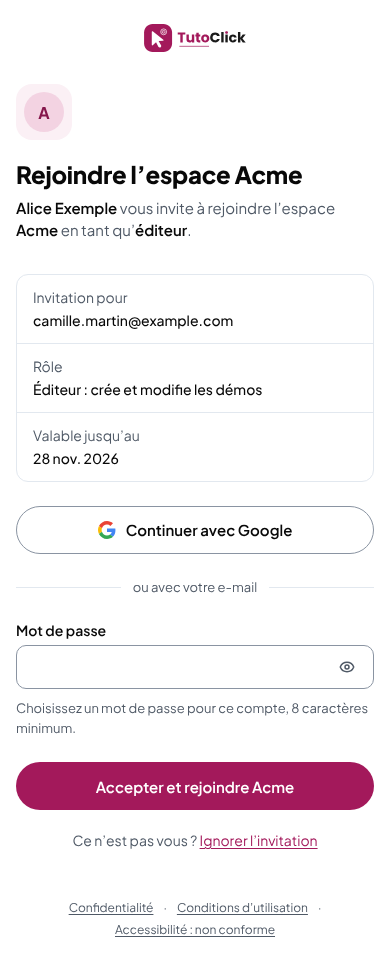 TutoClick
A
Rejoindre l’espace Acme
Alice Exemple vous invite à rejoindre l’espace
Acme en tant qu’éditeur.
Invitation pour
camille.martin@example.com
Rôle
Éditeur : crée et modifie les démos
Valable jusqu’au
28 nov. 2026
Continuer avec Google
ou avec votre e-mail
Mot de passe
Choisissez un mot de passe pour ce compte, 8 caractères
minimum.
Accepter et rejoindre Acme
Ce n’est pas vous ? Ignorer l’invitation
Confidentialité · Conditions d’utilisation ·
Accessibilité : non conforme